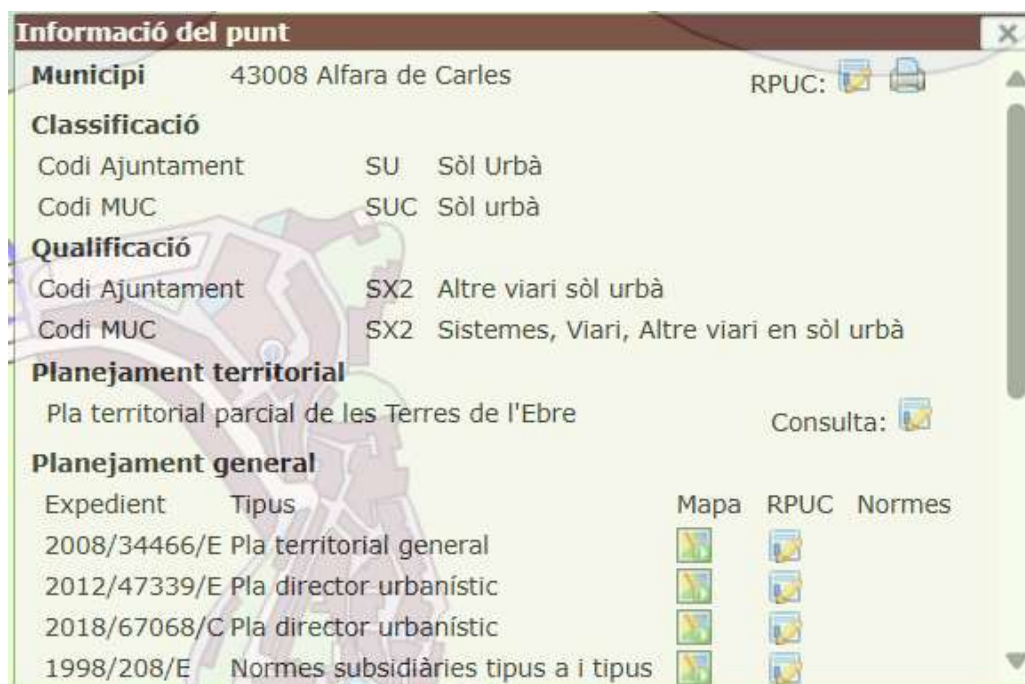 Informació del punt
Municipi 43008 Alfara de Carles RPUC:
Classificació
Codi Ajuntament SU Sòl Urbà
Codi MUC SUC Sòl urbà
Qualificació
Codi Ajuntament SX2 Altre viari sòl urbà
Codi MUC SX2 Sistemes, Viari, Altre viari en sòl urbà
Planejament territorial
Pla territorial parcial de les Terres de l'Ebre Consulta:
Planejament general
Expedient Tipus Mapa RPUC Normes
2008/34466/E Pla territorial general
2012/47339/E Pla director urbanístic
2018/67068/C Pla director urbanístic
1998/208/E Normes subsidiàries tipus a i tipus